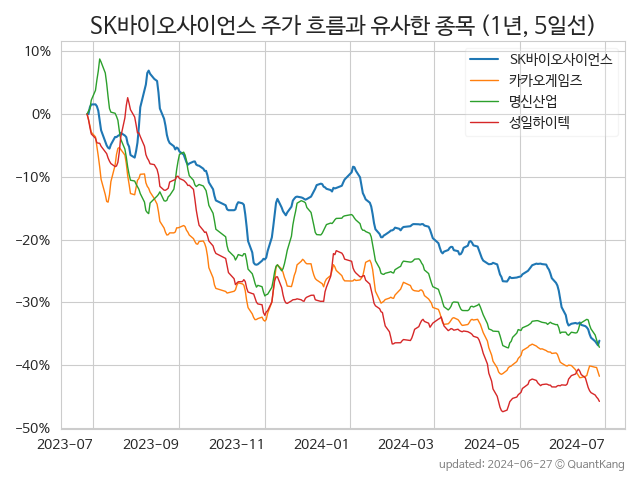 SK바이오사이언스 주가 흐름과 유사한 종목 (1년, 5일선)
10%
0%
−10%
−20%
−30%
−40%
−50%
SK바이오사이언스
카카오게임즈
명신산업
성일하이텍
2023-07 2023-09 2023-11 2024-01 2024-03 2024-05 2024-07
updated: 2024-06-27 © QuantKang